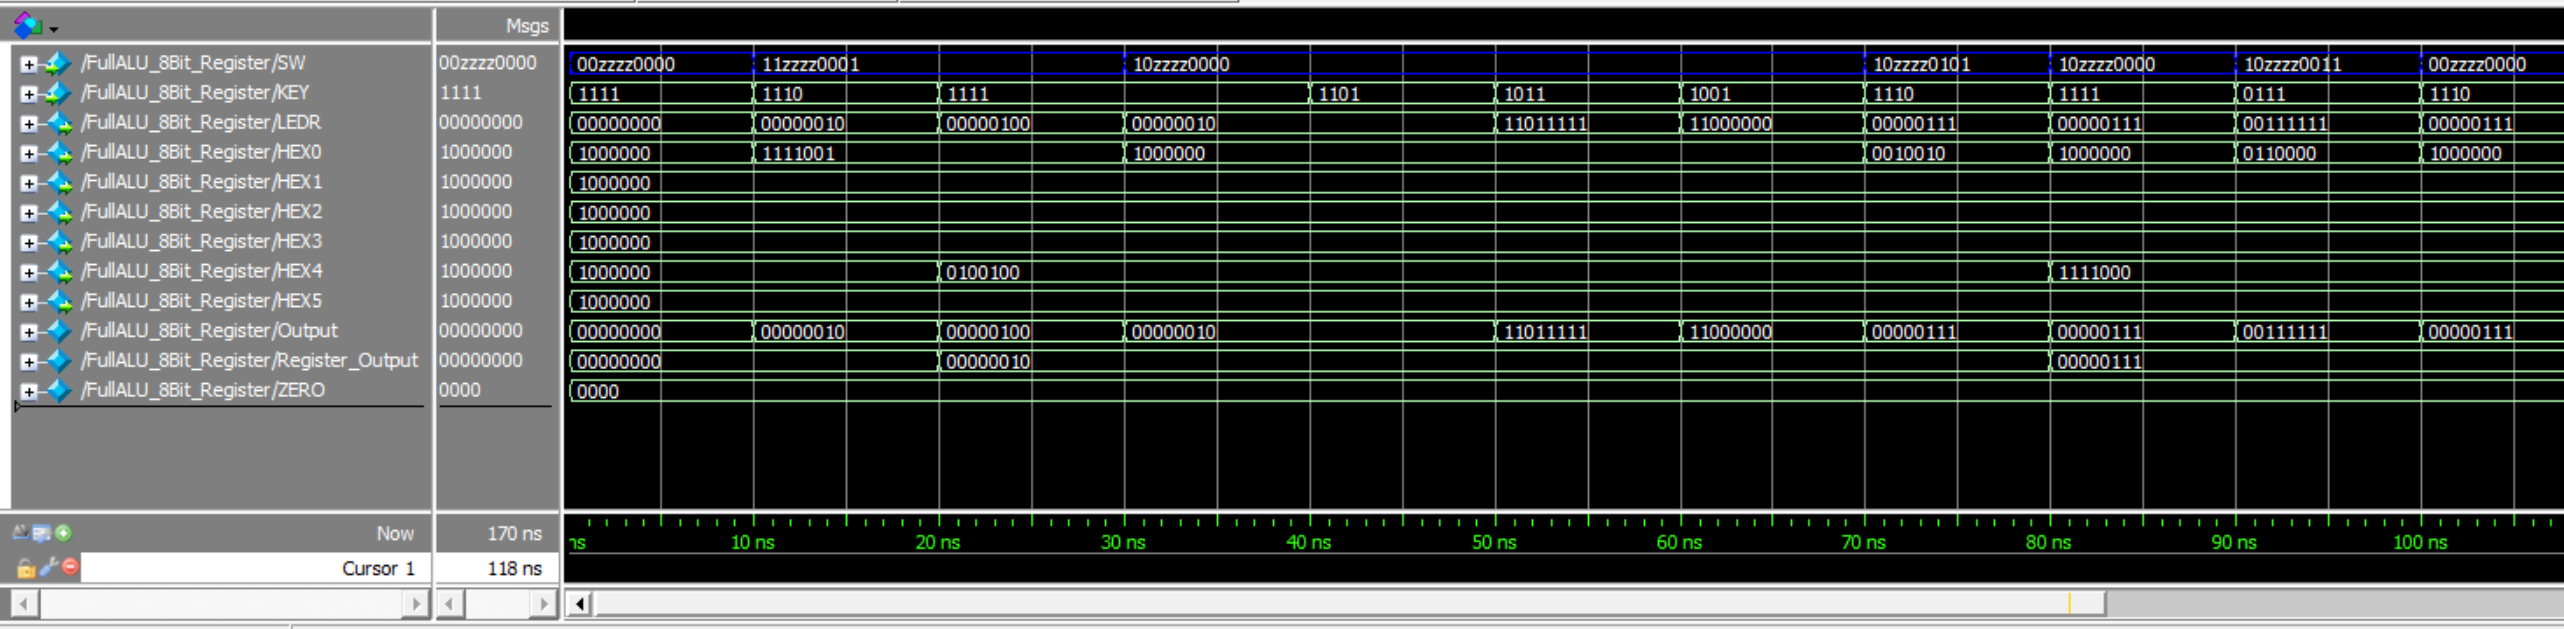 Msgs
/FullALU_8Bit_Register/SW 00zzzz0000 00zzzz0000 11zzzz0001 10zzzz0000 10zzzz0101 10zzzz0000 10zzzz0011 00zzzz0000
/FullALU_8Bit_Register/KEY 1111 1111 1110 1111 1101 1011 1001 1110 1111 0111 1110
/FullALU_8Bit_Register/LEDR 00000000 00000000 00000010 00000100 00000010 11011111 11000000 00000111 00000111 00111111 00000111
/FullALU_8Bit_Register/HEX0 1000000 1000000 1111001 1000000 0010010 1000000 0110000 1000000
/FullALU_8Bit_Register/HEX1 1000000 1000000
/FullALU_8Bit_Register/HEX2 1000000 1000000
/FullALU_8Bit_Register/HEX3 1000000 1000000
/FullALU_8Bit_Register/HEX4 1000000 1000000 0100100 1111000
/FullALU_8Bit_Register/HEX5 1000000 1000000
/FullALU_8Bit_Register/Output 00000000 00000000 00000010 00000100 00000010 11011111 11000000 00000111 00000111 00111111 00000111
/FullALU_8Bit_Register/Register_Output 00000000 00000000 00000010 00000111
/FullALU_8Bit_Register/ZERO 0000 0000
Now 170 ns ns 10 ns 20 ns 30 ns 40 ns 50 ns 60 ns 70 ns 80 ns 90 ns 100 ns
Cursor 1 118 ns